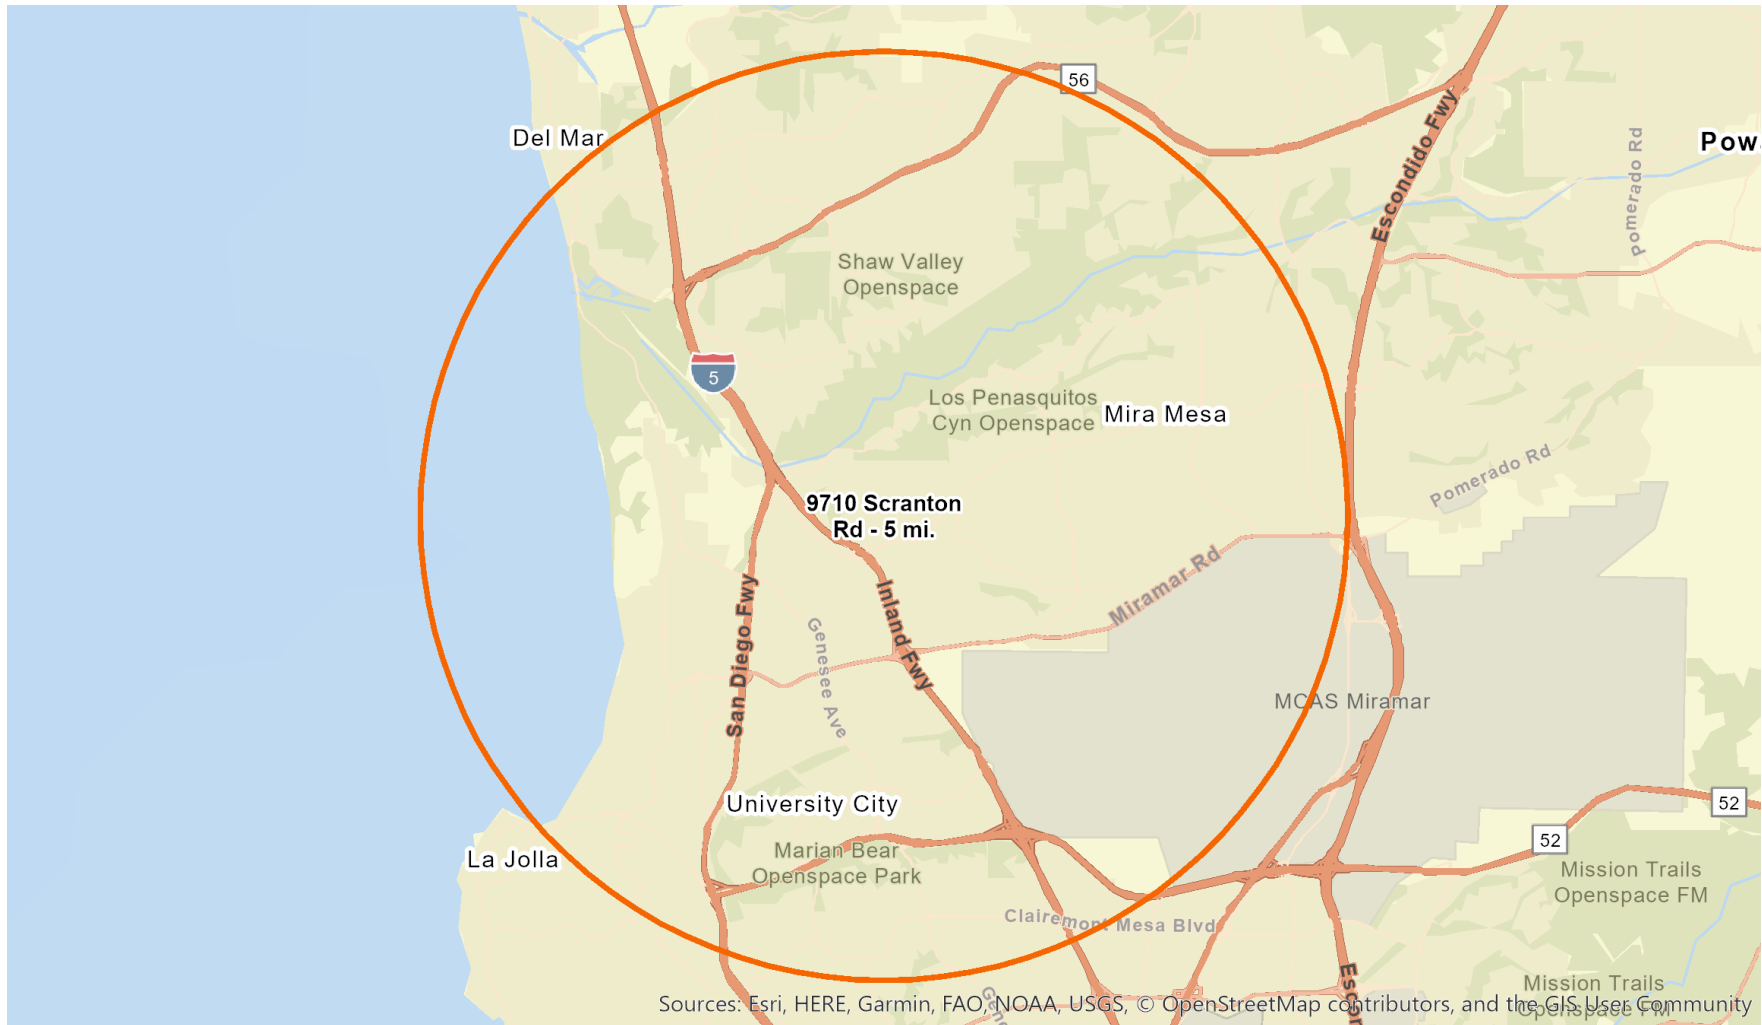 56
Del Mar
Escondido Fwy
Pomerado Rd
Shaw Valley
Openspace
5
Los Penasquitos
Cyn Openspace
Mira Mesa
Pomerado Rd
9710 Scranton
Rd - 5 mi.
Miramar Rd
San Diego Fwy
Inland Fwy
Genesee Ave
MCAS Miramar
University City
52
52
La Jolla
Marian Bear
Openspace Park
Mission Trails
Openspace FM
Clairemont Mesa Blvd
Mission Trails
Openspace FM
Sources: Esri, HERE, Garmin, FAO, NOAA, USGS, © OpenStreetMap contributors, and the GIS User Community